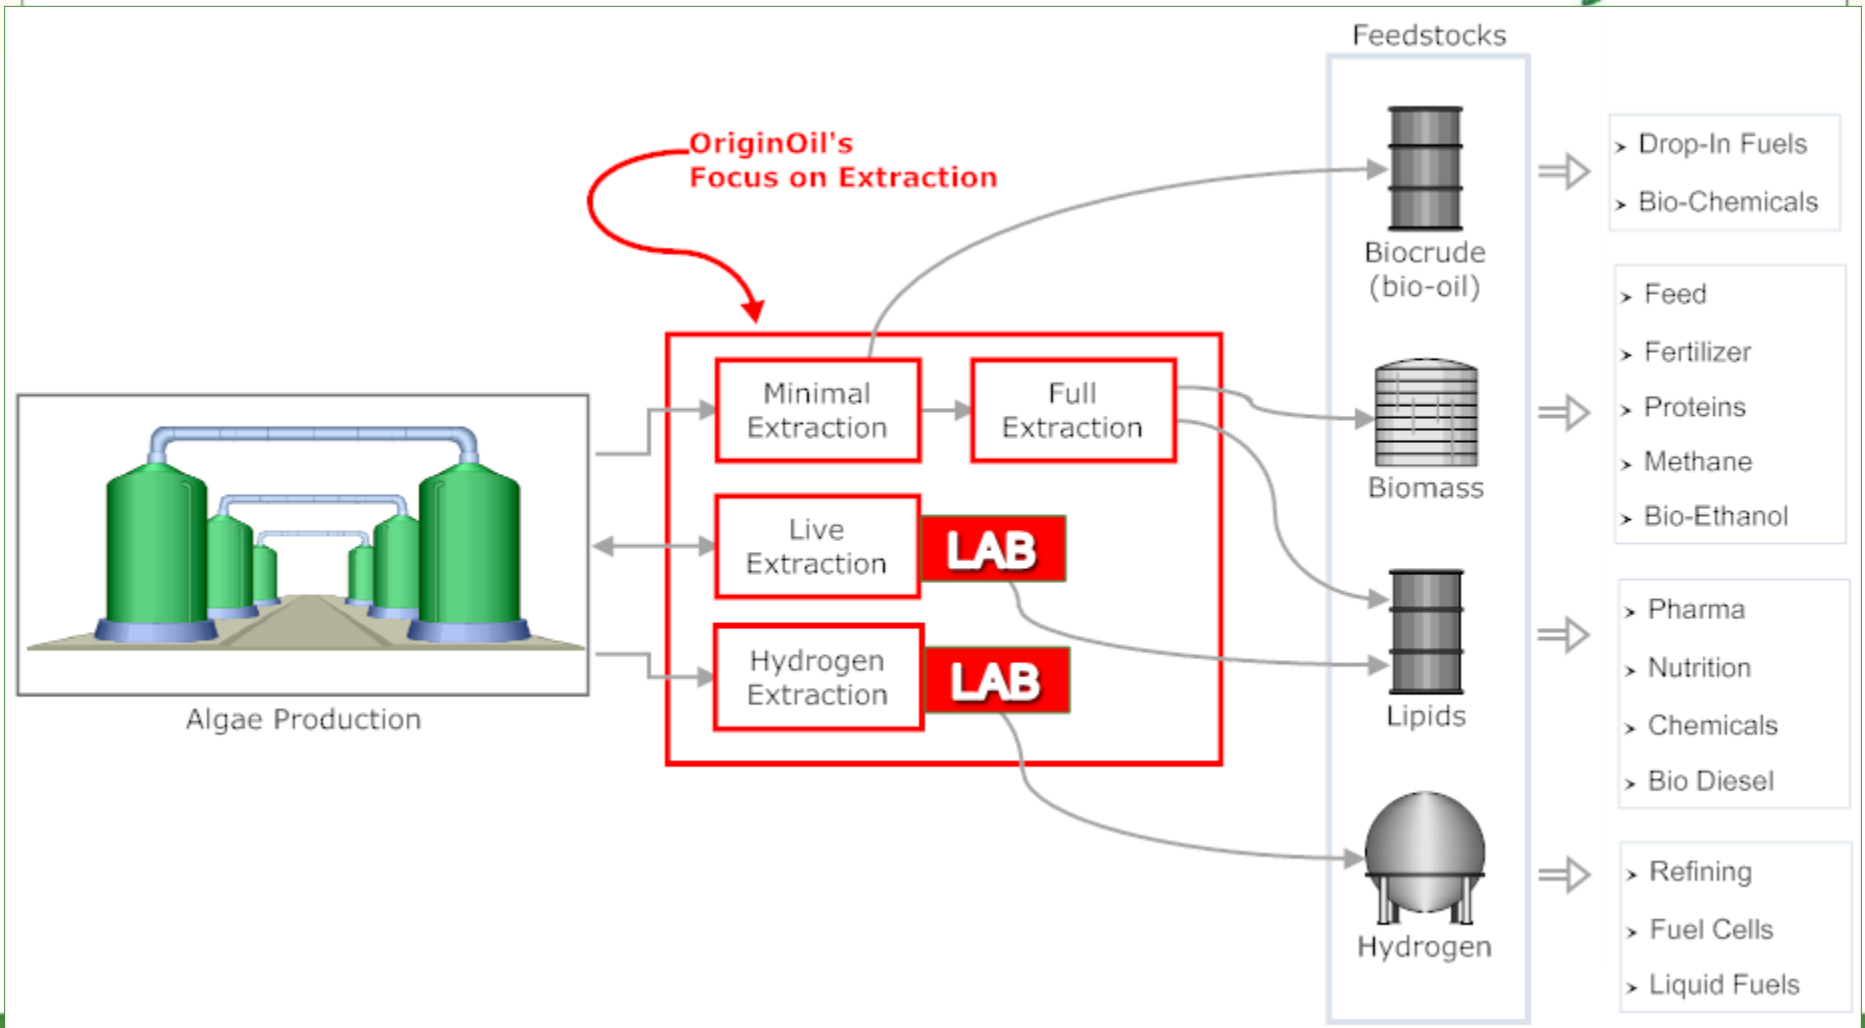 Feedstocks
OriginOil's
Focus on Extraction
Drop-In Fuels
Bio-Chemicals
Biocrude
(bio-oil)
Feed
Fertilizer
Proteins
Methane
Bio-Ethanol
Minimal
Extraction
Full
Extraction
Biomass
Live
Extraction
LAB
Pharma
Nutrition
Chemicals
Bio Diesel
Hydrogen
Extraction
LAB
Lipids
Algae Production
Refining
Fuel Cells
Liquid Fuels
Hydrogen